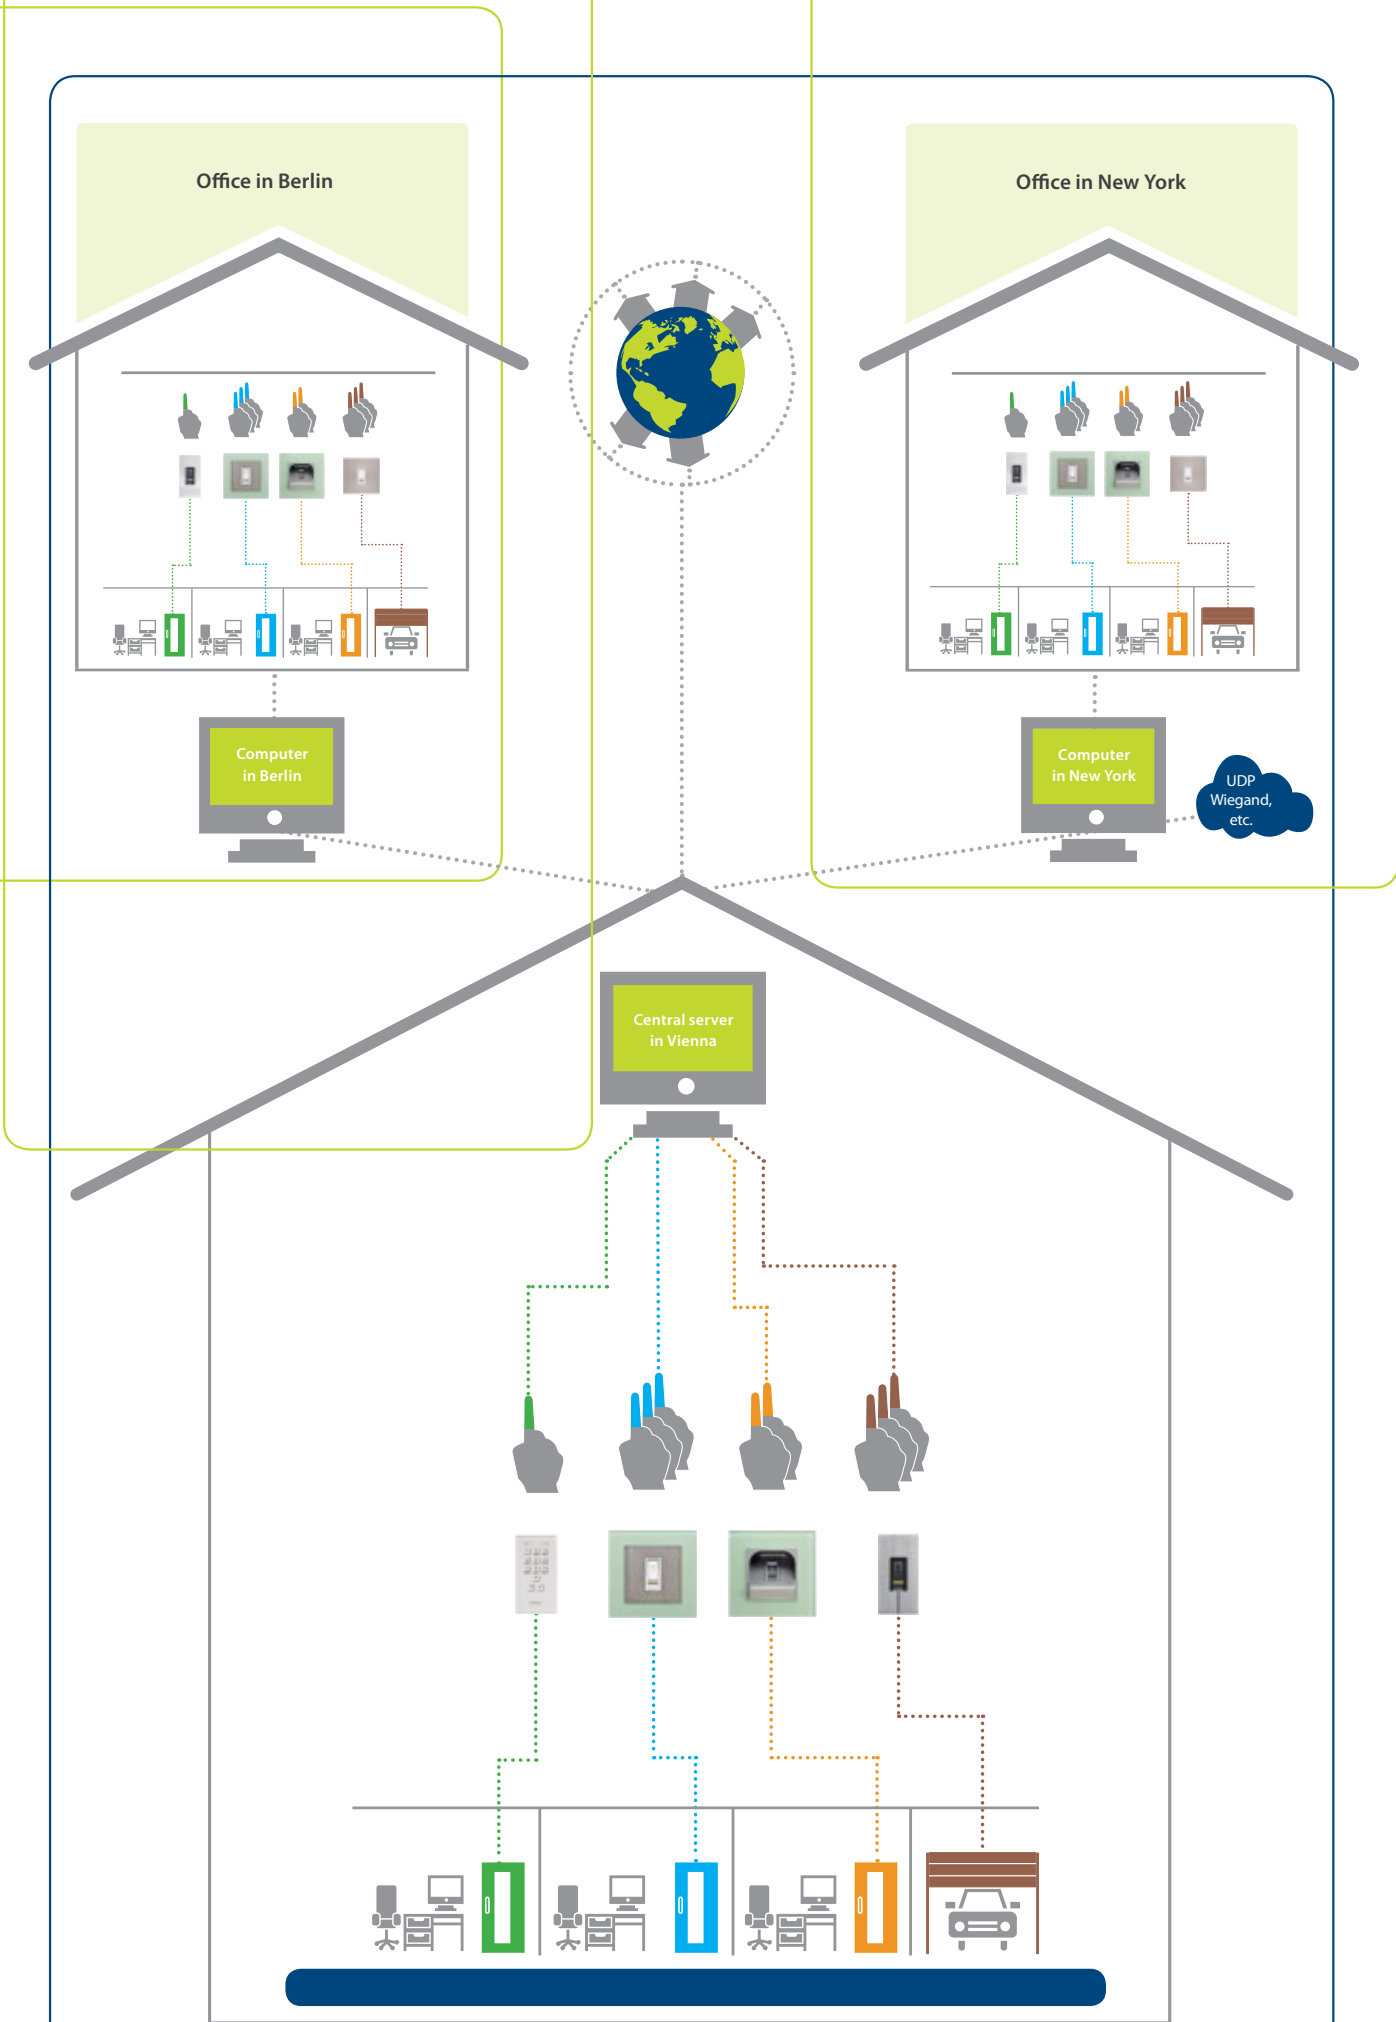 Office in Berlin
Office in New York
Computer
in Berlin
Computer
in New York
UDP
Wiegand,
etc.
Central server
in Vienna